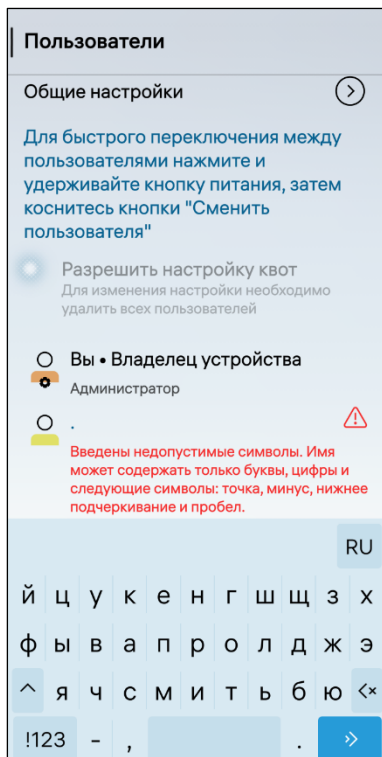 Пользователи
Общие настройки
Для быстрого переключения между
пользователями нажмите и
удерживайте кнопку питания, затем
коснитесь кнопки "Сменить
пользователя"
Разрешить настройку квот
Для изменения настройки необходимо
удалить всех пользователей
Вы • Владелец устройства
Администратор
.
Введены недопустимые символы. Имя
может содержать только буквы, цифры и
следующие символы: точка, минус, нижнее
подчеркивание и пробел.
RU
й ц у к е н г ш щ з х
ф ы в а п р о л д ж э
я ч с м и т ь б ю
!123 - , .